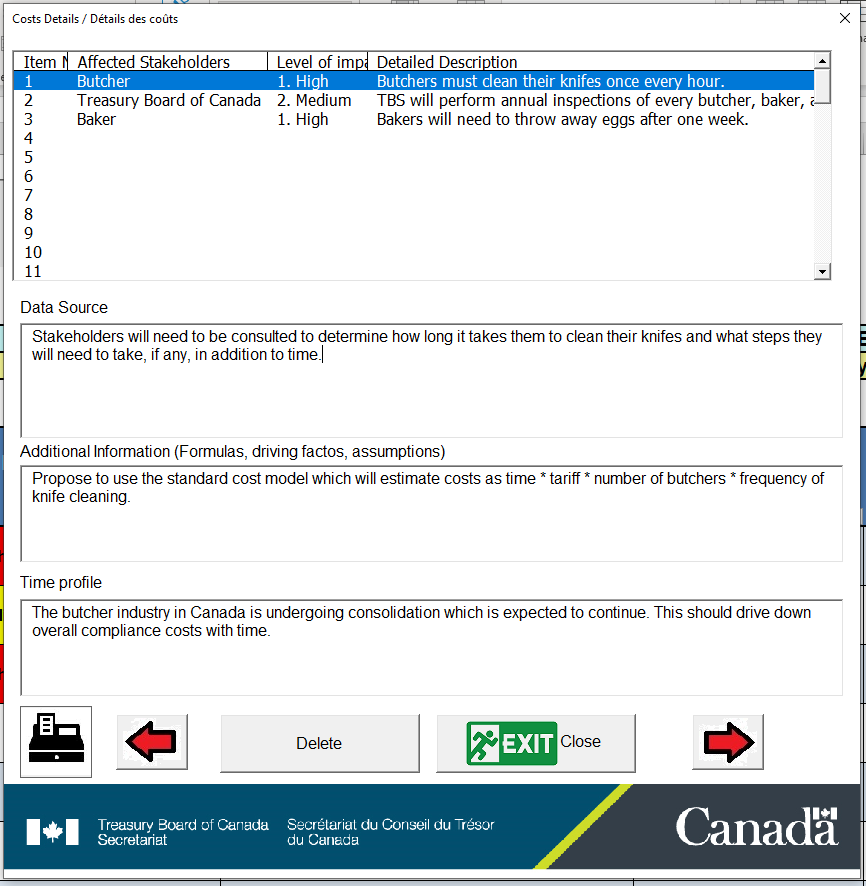 Costs Details / Détails des coûts
Item N Affected Stakeholders Level of impa Detailed Description
1 Butcher 1. High Butchers must clean their knifes once every hour.
2 Treasury Board of Canada 2. Medium TBS will perform annual inspections of every butcher, baker, a
3 Baker 1. High Bakers will need to throw away eggs after one week.
4
5
6
7
8
9
10
11
Data Source
Stakeholders will need to be consulted to determine how long it takes them to clean their knifes and what steps they
will need to take, if any, in addition to time.
Additional Information (Formulas, driving factos, assumptions)
Propose to use the standard cost model which will estimate costs as time * tariff * number of butchers * frequency of
knife cleaning.
Time profile
The butcher industry in Canada is undergoing consolidation which is expected to continue. This should drive down
overall compliance costs with time.
Delete
EXIT Close
Treasury Board of Canada Secrétariat du Conseil du Trésor
Secretariat du Canada
Canada